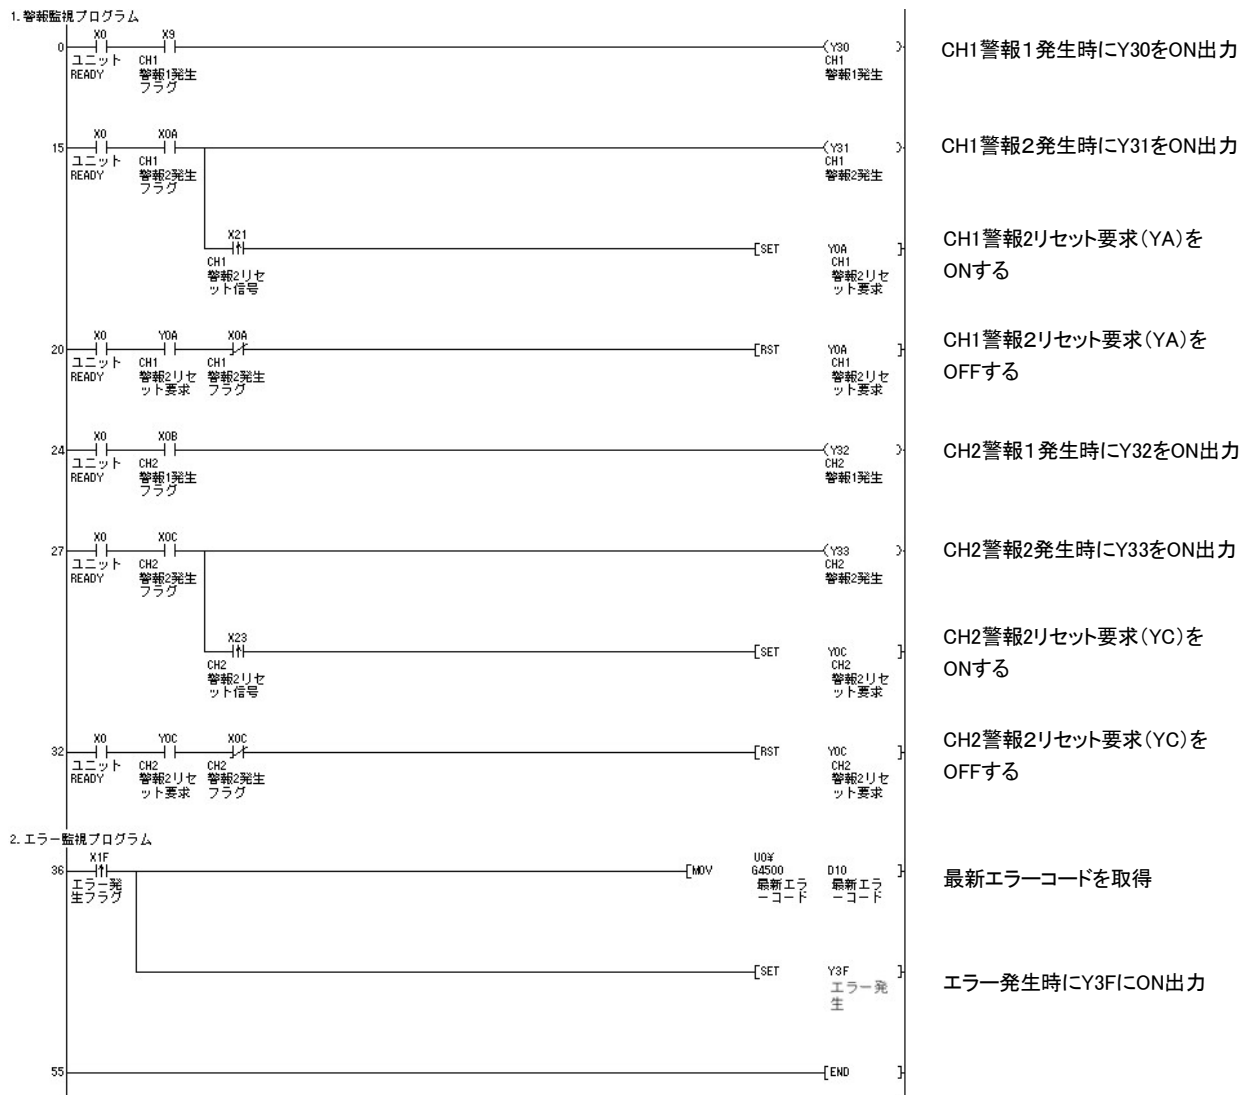 1.警報監視プログラム
X0 X9
0 (Y30 )
ユニット CH1 CH1
READY 警報1発生 警報1発生
フラグ
CH1警報1発生時にY30をON出力
X0 X0A
15 (Y31 )
ユニット CH1 CH1
READY 警報2発生 警報2発生
フラグ
CH1警報2発生時にY31をON出力
X21
[SET Y0A ]
CH1 CH1
警報2リセ 警報2リセ
ット信号 ット要求
CH1警報2リセット要求(YA)を
ONする
X0 Y0A X0A
20 [RST Y0A ]
ユニット CH1 CH1 CH1
READY 警報2リセ 警報2発生 警報2リセ
ット要求 フラグ ット要求
CH1警報2リセット要求(YA)を
OFFする
X0 X0B
24 (Y32 )
ユニット CH2 CH2
READY 警報1発生 警報1発生
フラグ
CH2警報1発生時にY32をON出力
X0 X0C
27 (Y33 )
ユニット CH2 CH2
READY 警報2発生 警報2発生
フラグ
CH2警報2発生時にY33をON出力
X23
[SET Y0C ]
CH2 CH2
警報2リセ 警報2リセ
ット信号 ット要求
CH2警報2リセット要求(YC)を
ONする
X0 Y0C X0C
32 [RST Y0C ]
ユニット CH2 CH2 CH2
READY 警報2リセ 警報2発生 警報2リセ
ット要求 フラグ ット要求
CH2警報2リセット要求(YC)を
OFFする
2.エラー監視プログラム
X1F U0¥
36 [MOV G4500 D10 ]
エラー発 最新エラ 最新エラ
生フラグ ーコード ーコード
最新エラーコードを取得
[SET Y3F ]
エラー発
生
エラー発生時にY3FにON出力
55 [END ]